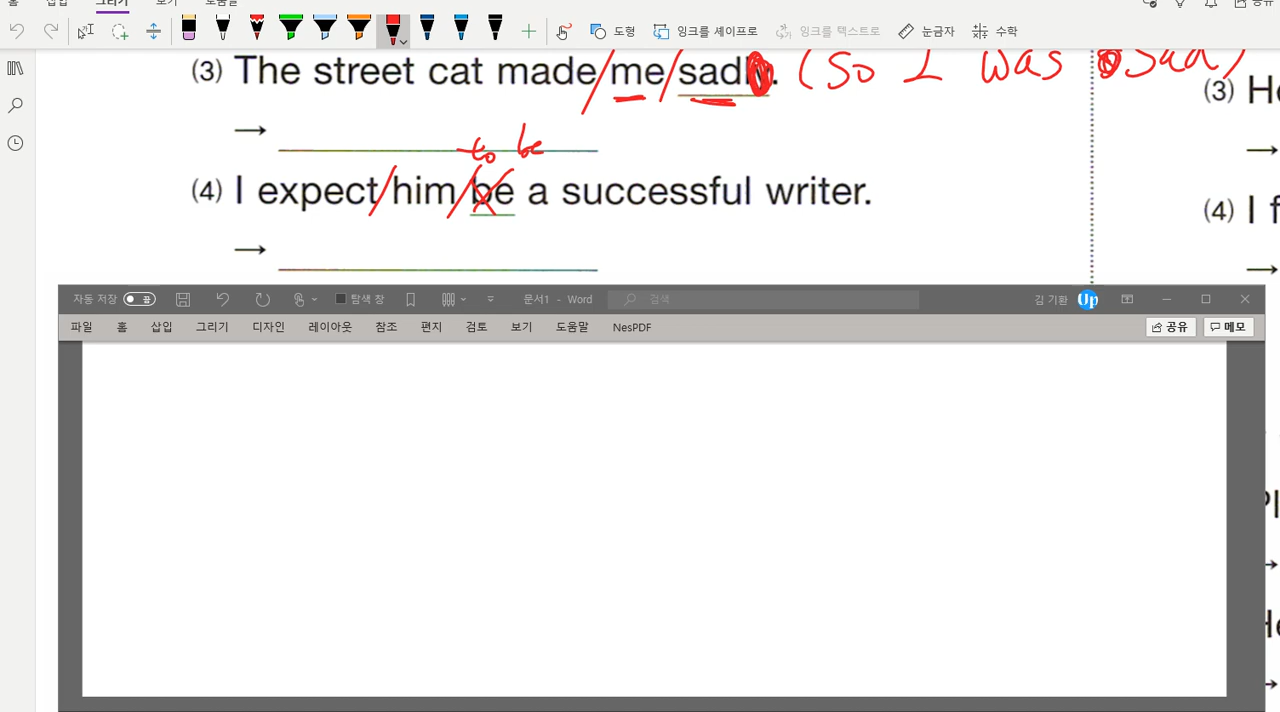 홈 삽입 그리기 보기 도움말 공유
도형 잉크를 셰이프로 잉크를 텍스트로 눈금자 수학
(3) The street cat made/me/sad. (so I was sad)
(3) He
→
→
to be
(4) I expect/him/be a successful writer.
(4) I f
→
→
자동 저장 끔 탐색 창 문서1 - Word 검색 김 기환 Up
파일 홈 삽입 그리기 디자인 레이아웃 참조 편지 검토 보기 도움말 NesPDF 공유 메모
Pl
→
He
→